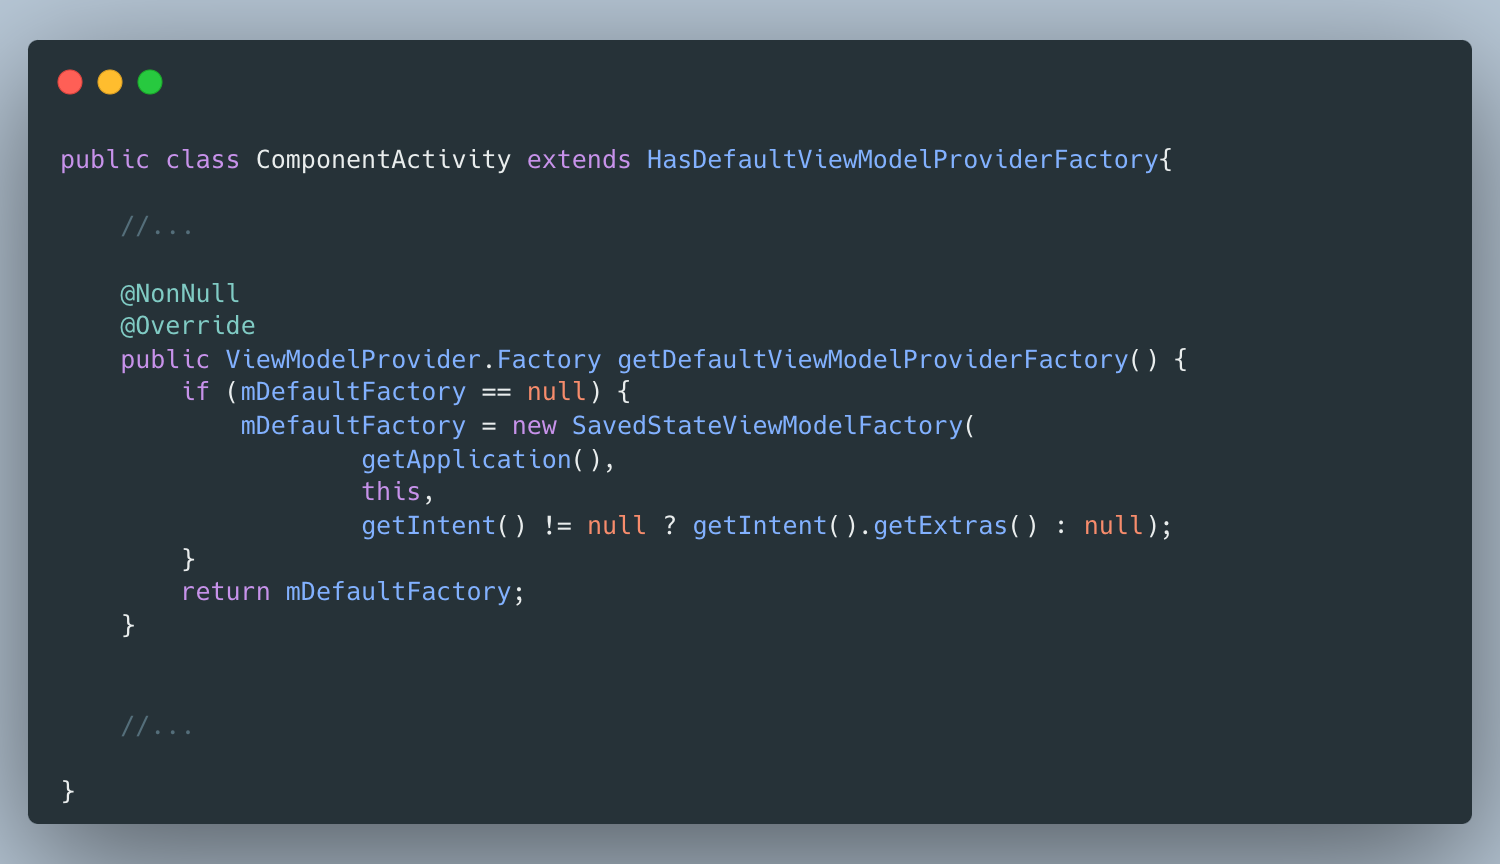 public class ComponentActivity extends HasDefaultViewModelProviderFactory{
//...
@NonNull
@Override
public ViewModelProvider.Factory getDefaultViewModelProviderFactory() {
if (mDefaultFactory == null) {
mDefaultFactory = new SavedStateViewModelFactory(
getApplication(),
this,
getIntent() != null ? getIntent().getExtras() : null);
}
return mDefaultFactory;
}
//...
}